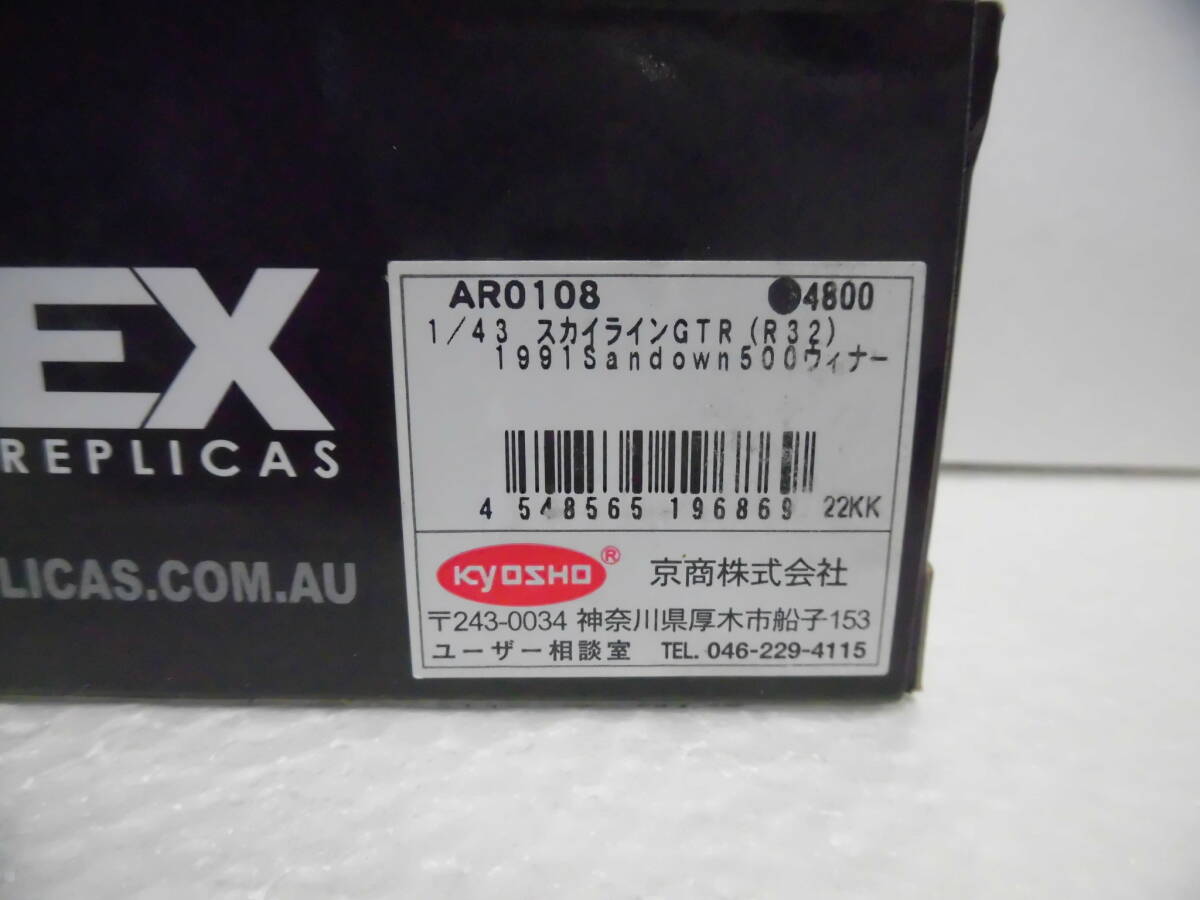 EX
REPLICAS
LICAS.COM.AU
AR0108 ●4800
1/43 スカイラインGTR(R32)
1991Sandown500ウィナー
4 548565 196869 22KK
KYOSHO® 京商株式会社
〒243-0034 神奈川県厚木市船子153
ユーザー相談室 TEL. 046-229-4115